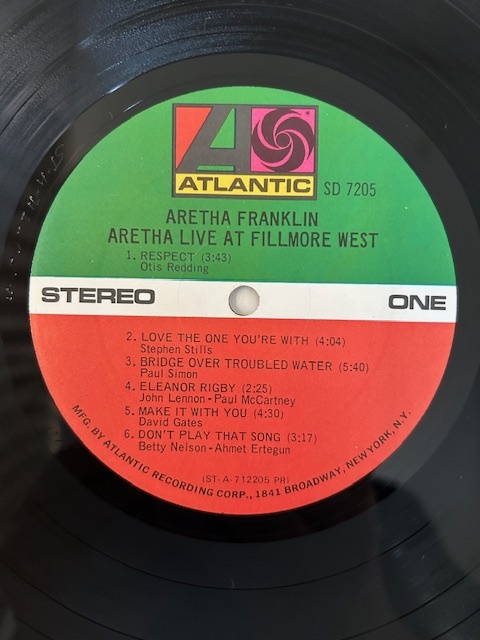 ATLANTIC
SD 7205
ARETHA FRANKLIN
ARETHA LIVE AT FILLMORE WEST
1. RESPECT (3:43)
Otis Redding
STEREO
ONE
2. LOVE THE ONE YOU'RE WITH (4:04)
Stephen Stills
3. BRIDGE OVER TROUBLED WATER (5:40)
Paul Simon
4. ELEANOR RIGBY (2:25)
John Lennon-Paul McCartney
5. MAKE IT WITH YOU (4:30)
David Gates
6. DON'T PLAY THAT SONG (3:17)
Betty Nelson-Ahmet Ertegun
(ST-A-712205 PR)
MFG. BY ATLANTIC RECORDING CORP., 1841 BROADWAY, NEW YORK, N.Y.